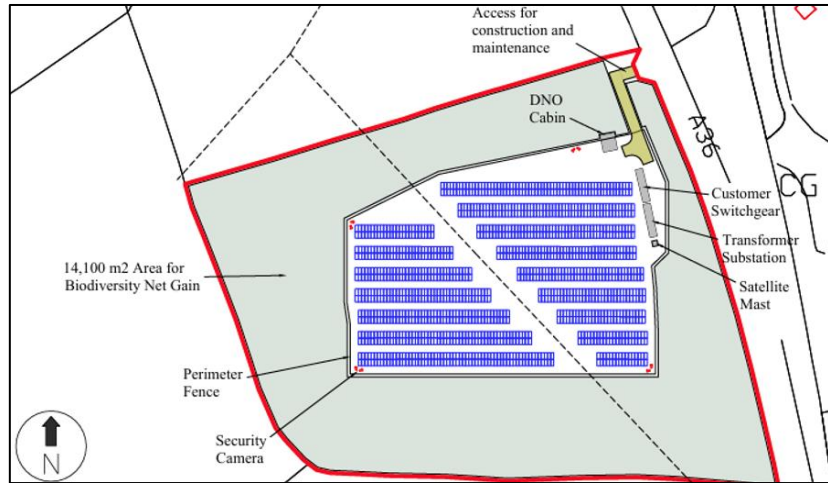 Access for
construction and
maintenance
DNO
Cabin
A36
CG
Customer
Switchgear
Transformer
Substation
Satellite
Mast
14,100 m2 Area for
Biodiversity Net Gain
Perimeter
Fence
Security
Camera
N